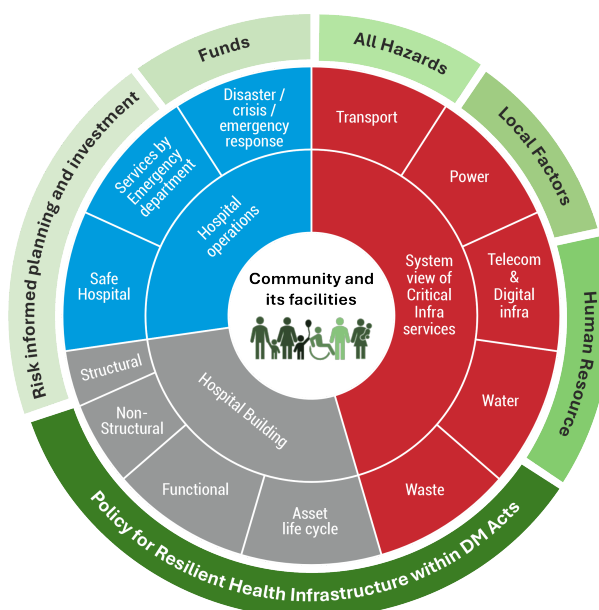 Funds
All Hazards
Local Factors
Human Resource
Policy for Resilient Health Infrastructure within DM Acts
Risk informed planning and investment
Disaster /
crisis /
emergency
response
Services by
Emergency
department
Safe
Hospital
Hospital
operations
Transport
Power
Telecom
&
Digital
infra
Water
Waste
System
view of
Critical
Infra
services
Community and
its facilities
Hospital Building
Structural
Non-
Structural
Functional
Asset
life cycle